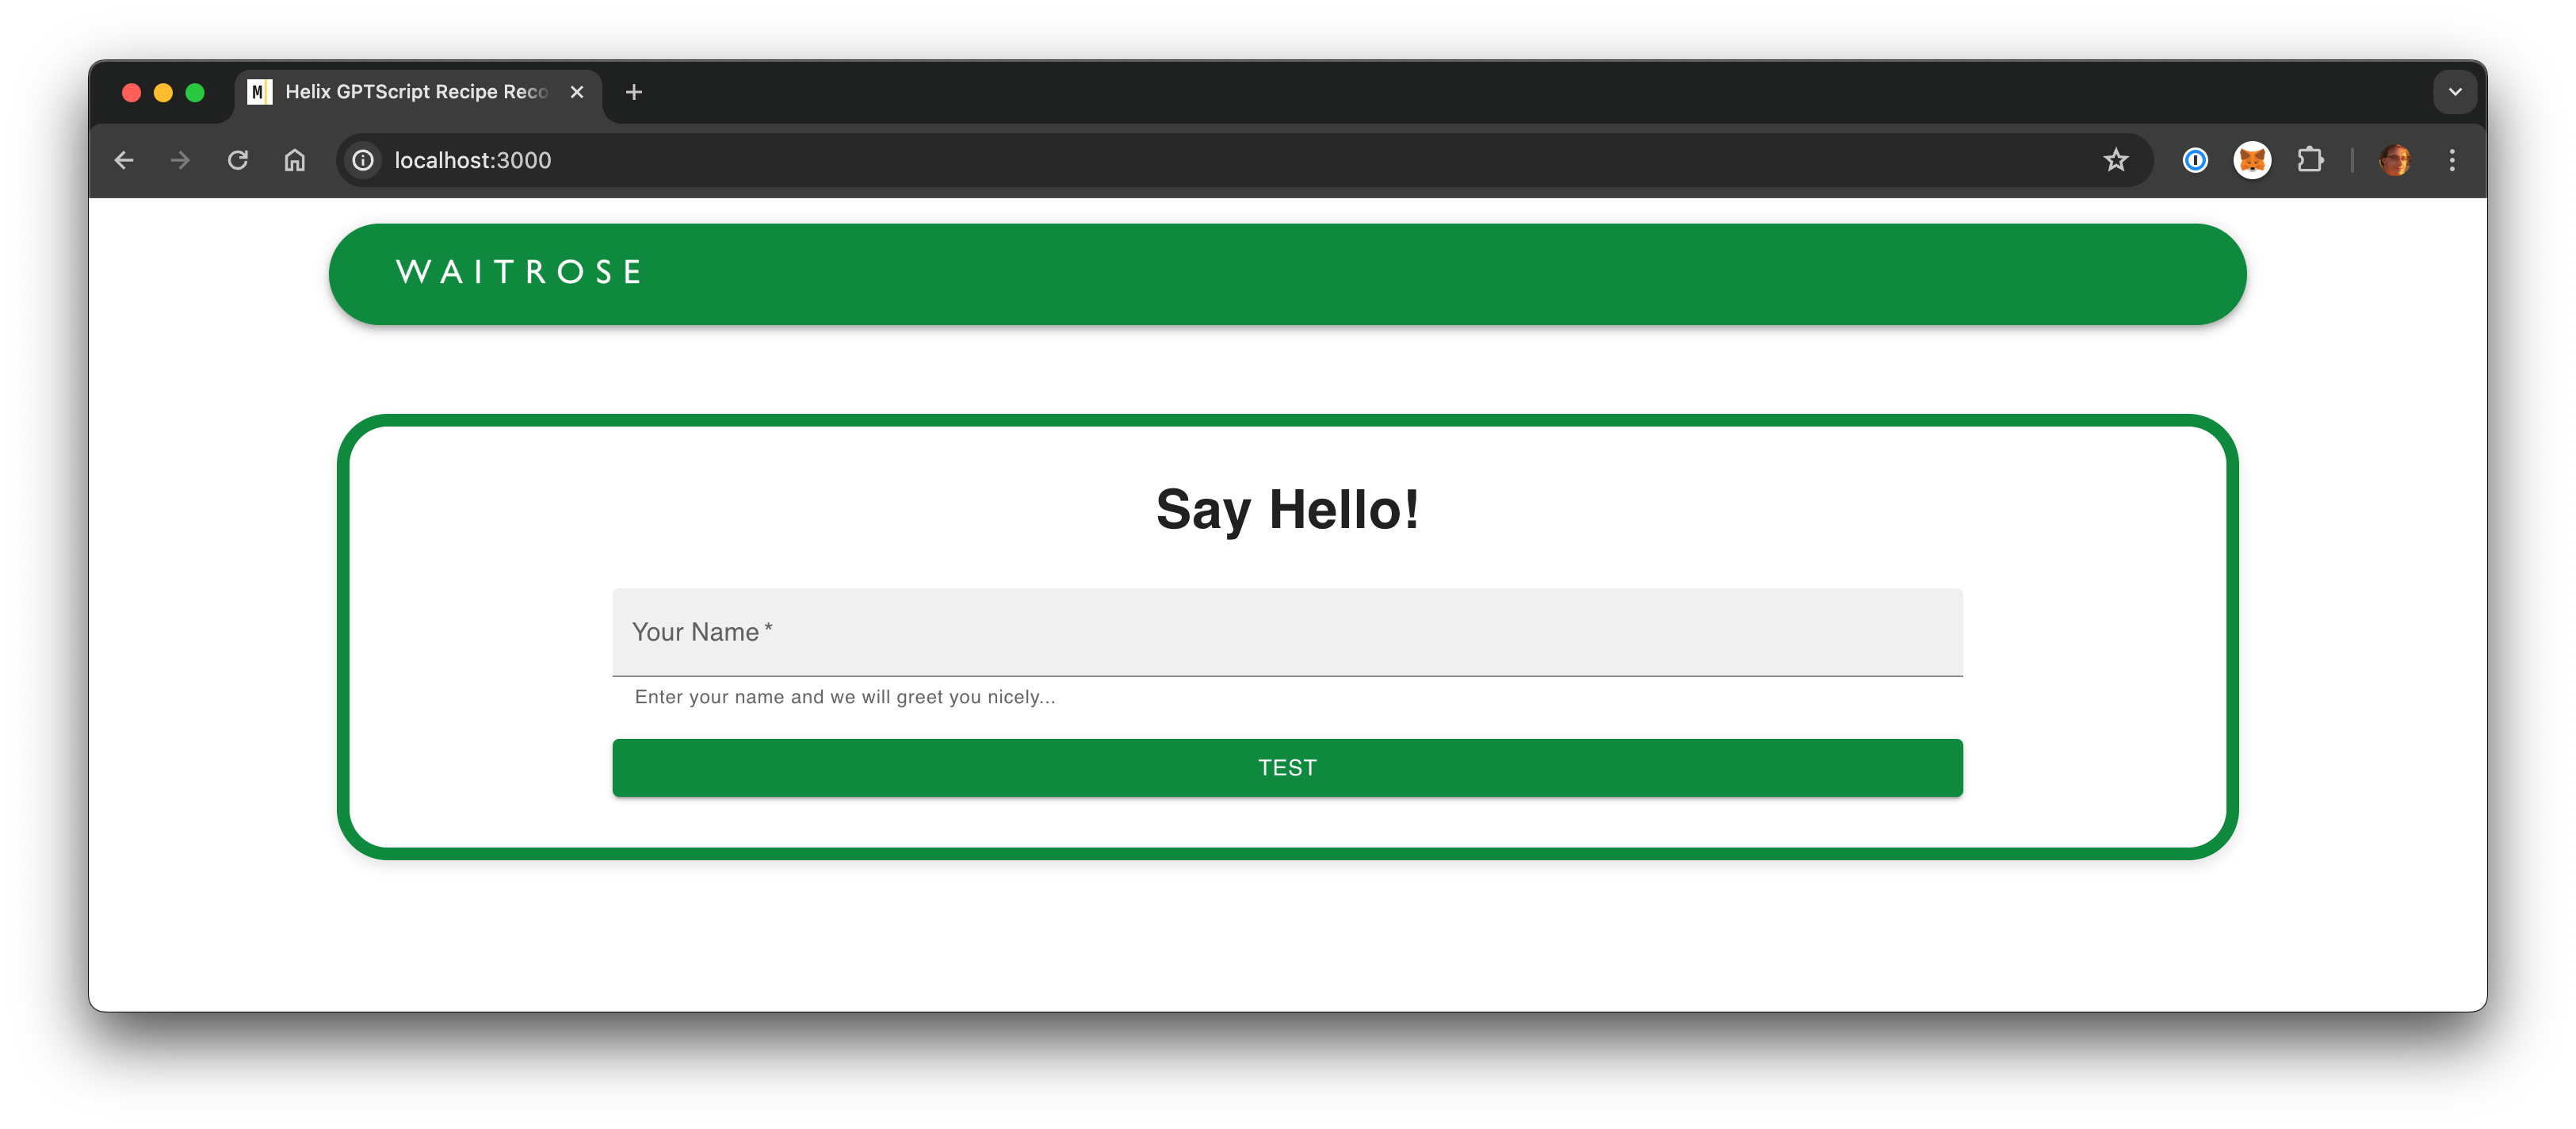 Helix GPTScript Recipe Reco
localhost:3000
WAITROSE
Say Hello!
Your Name *
Enter your name and we will greet you nicely...
TEST